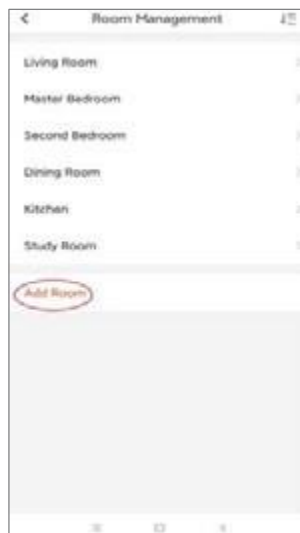 Room Management
Living Room
Master Bedroom
Second Bedroom
Dining Room
Kitchen
Study Room
Add Room